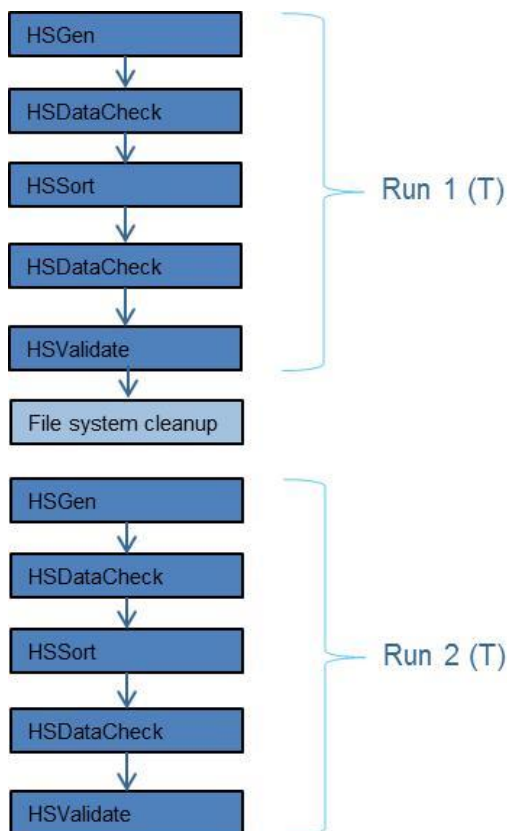 HSGen
HSDataCheck
HSSort
Run 1 (T)
HSDataCheck
HSValidate
File system cleanup
HSGen
HSDataCheck
HSSort
Run 2 (T)
HSDataCheck
HSValidate